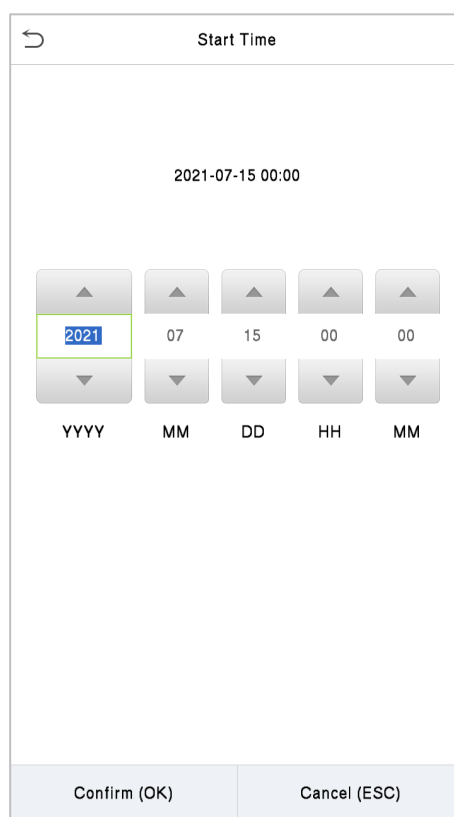 Start Time
2021-07-15 00:00
2021 07 15 00 00
YYYY MM DD HH MM
Confirm (OK) Cancel (ESC)